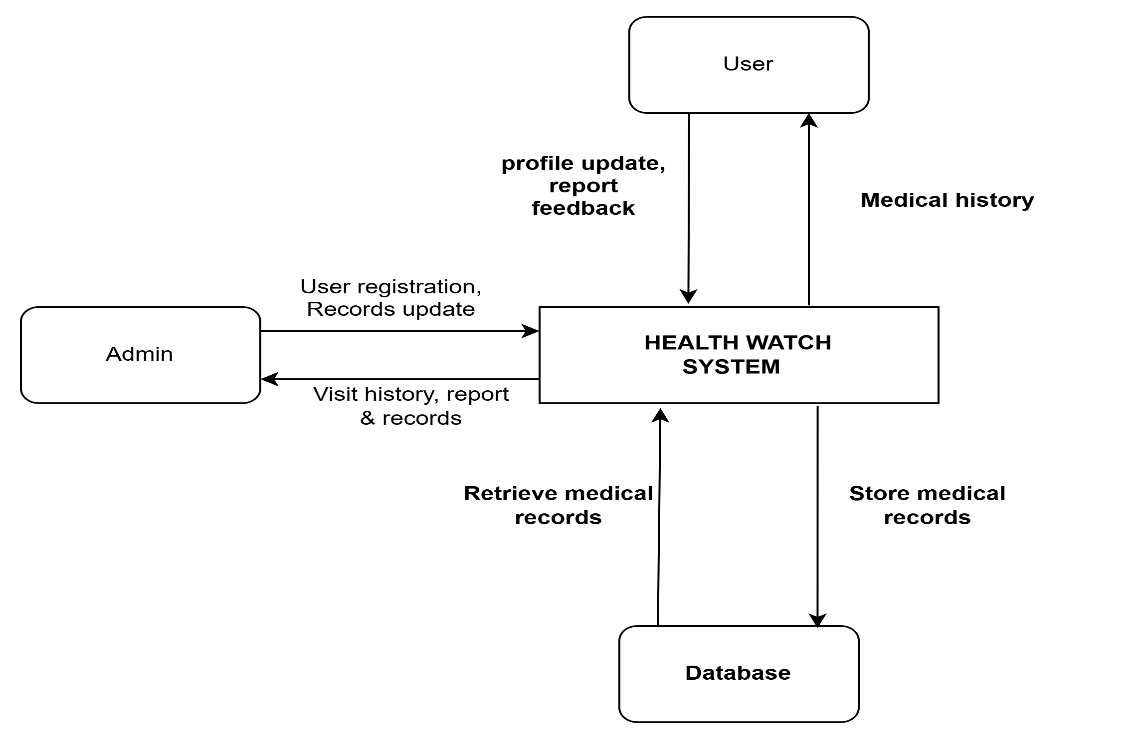 User
profile update,
report
feedback
Medical history
User registration,
Records update
Admin
HEALTH WATCH
SYSTEM
Visit history, report
& records
Retrieve medical
records
Store medical
records
Database